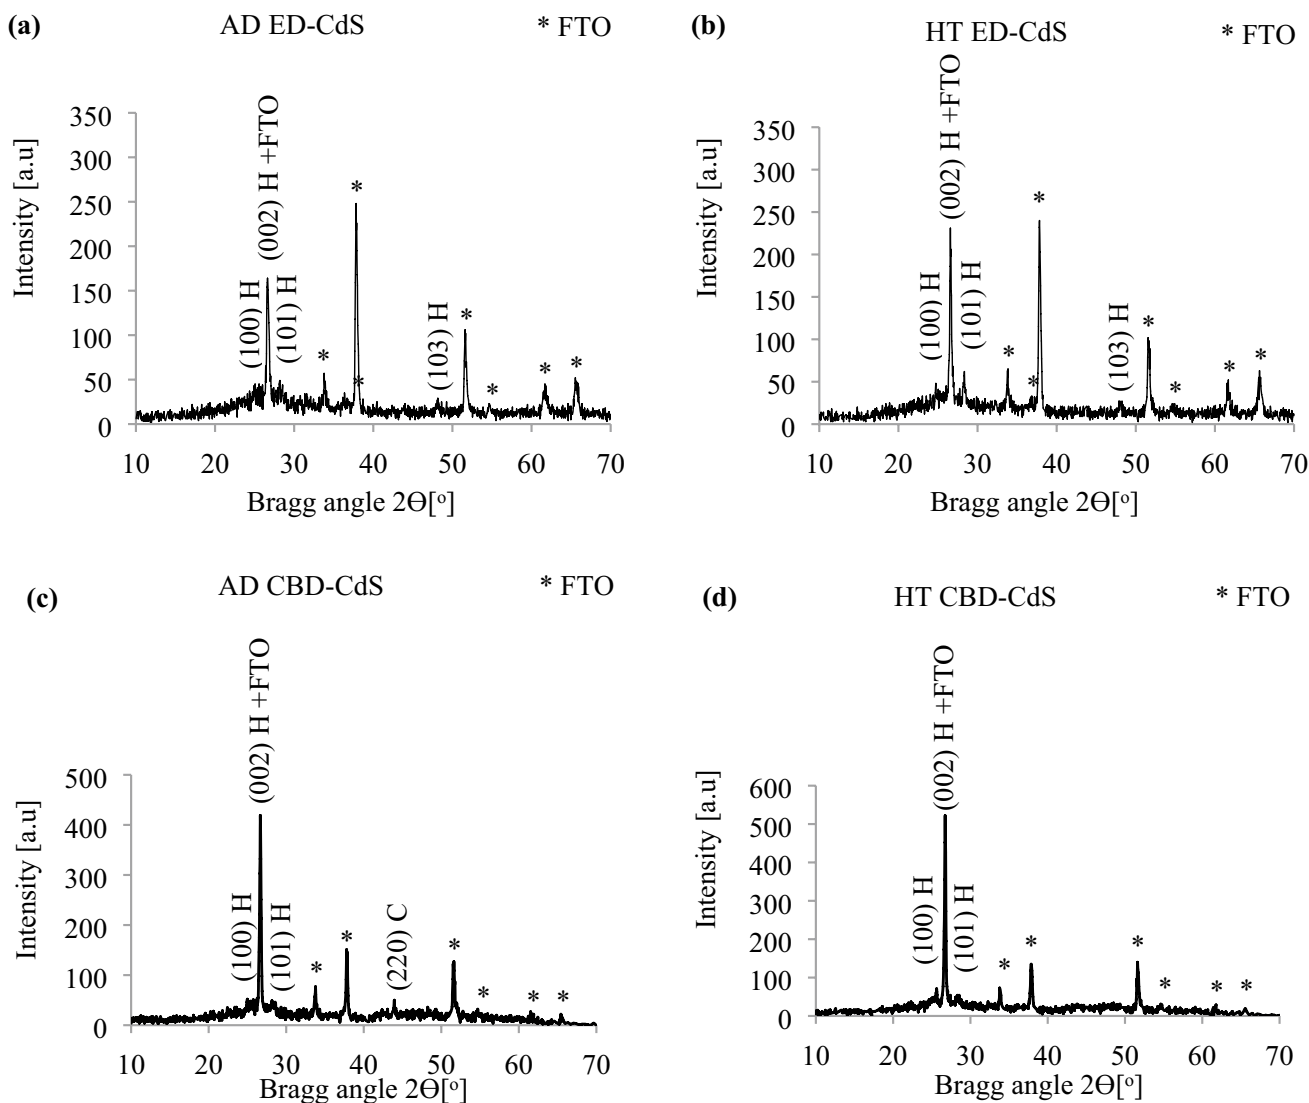 (a)
AD ED-CdS
* FTO
Intensity [a.u]
350
300
250
200
150
100
50
0
(100) H
(002) H +FTO
(101) H
*
*
*
(103) H
*
*
*
*
10 20 30 40 50 60 70
Bragg angle 2Θ[°]
(b)
HT ED-CdS
* FTO
Intensity [a.u]
350
300
250
200
150
100
50
0
(100) H
(002) H +FTO
(101) H
*
*
*
(103) H
*
*
*
*
10 20 30 40 50 60 70
Bragg angle 2Θ[°]
(c)
AD CBD-CdS
* FTO
Intensity [a.u]
500
400
300
200
100
0
(100) H
(002) H +FTO
(101) H
*
*
(220) C
*
*
*
*
10 20 30 40 50 60 70
Bragg angle 2Θ[°]
(d)
HT CBD-CdS
* FTO
Intensity [a.u]
600
500
400
300
200
100
0
(100) H
(002) H +FTO
(101) H
*
*
*
*
*
*
10 20 30 40 50 60 70
Bragg angle 2Θ[°]